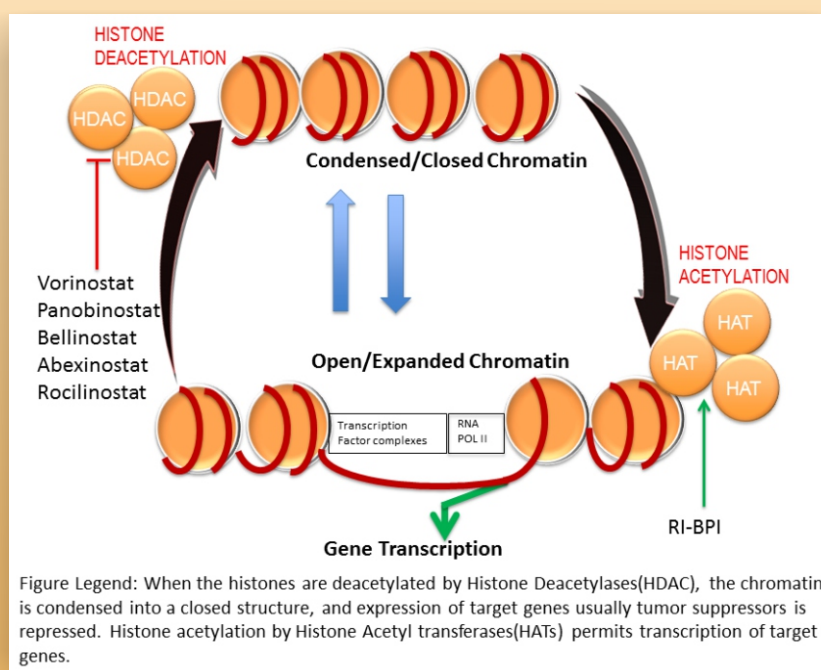 HISTONE
DEACETYLATION
HDAC
HDAC
HDAC
Condensed/Closed Chromatin
Vorinostat
Panobinostat
Bellinostat
Abexinostat
Rocilinostat
HISTONE
ACETYLATION
HAT
HAT
HAT
Open/Expanded Chromatin
Transcription
Factor complexes
RNA
POL II
RI-BPI
Gene Transcription
Figure Legend: When the histones are deacetylated by Histone Deacetylases(HDAC), the chromatin
is condensed into a closed structure, and expression of target genes usually tumor suppressors is
repressed. Histone acetylation by Histone Acetyl transferases(HATs) permits transcription of target
genes.